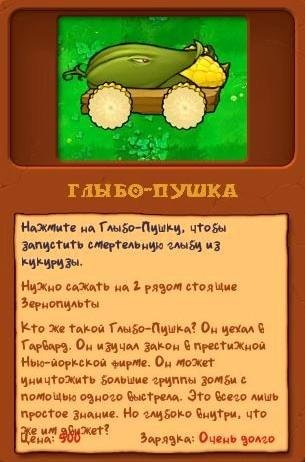 ГЛЫБО-ПУШКА
Нажмите на Глыбо-Пушку, чтобы
запустить смертельную глыбу из
кукурузы.
Нужно сажать на 2 рядом стоящие
Зернопульты
Кто же такой Глыбо-Пушка? Он уехал в
Гарвард. Он изучал закон в престижной
Нью-йоркской фирме. Он может
уничтожить большие группы зомби с
помощью одного выстрела. Это всего лишь
простое знание. Но глубоко внутри, что
же им движет?
Цена: 500 Зарядка: Очень долго